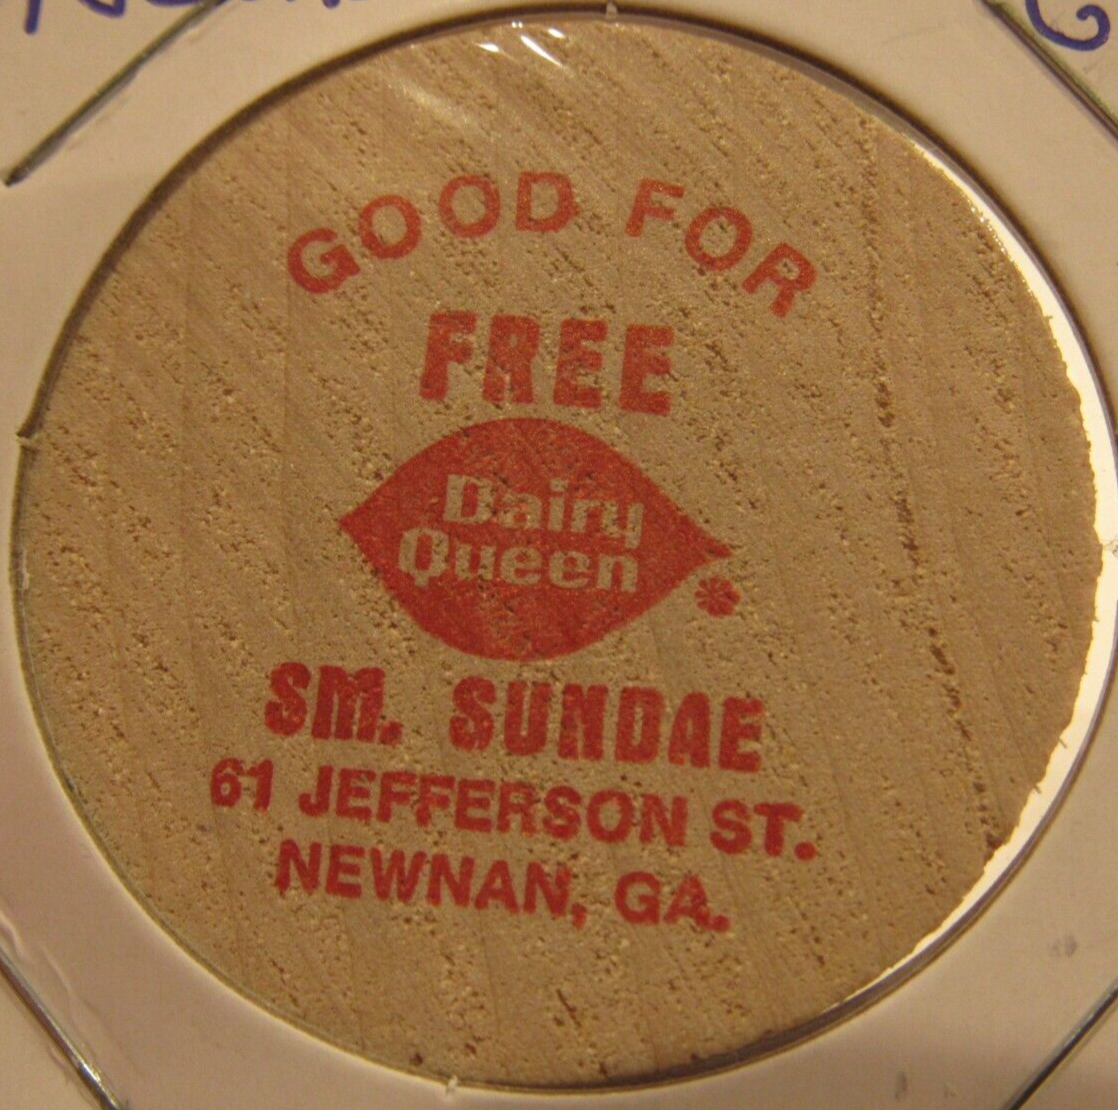 GOOD FOR
FREE
Dairy
Queen
SM. SUNDAE
61 JEFFERSON ST.
NEWNAN, GA.